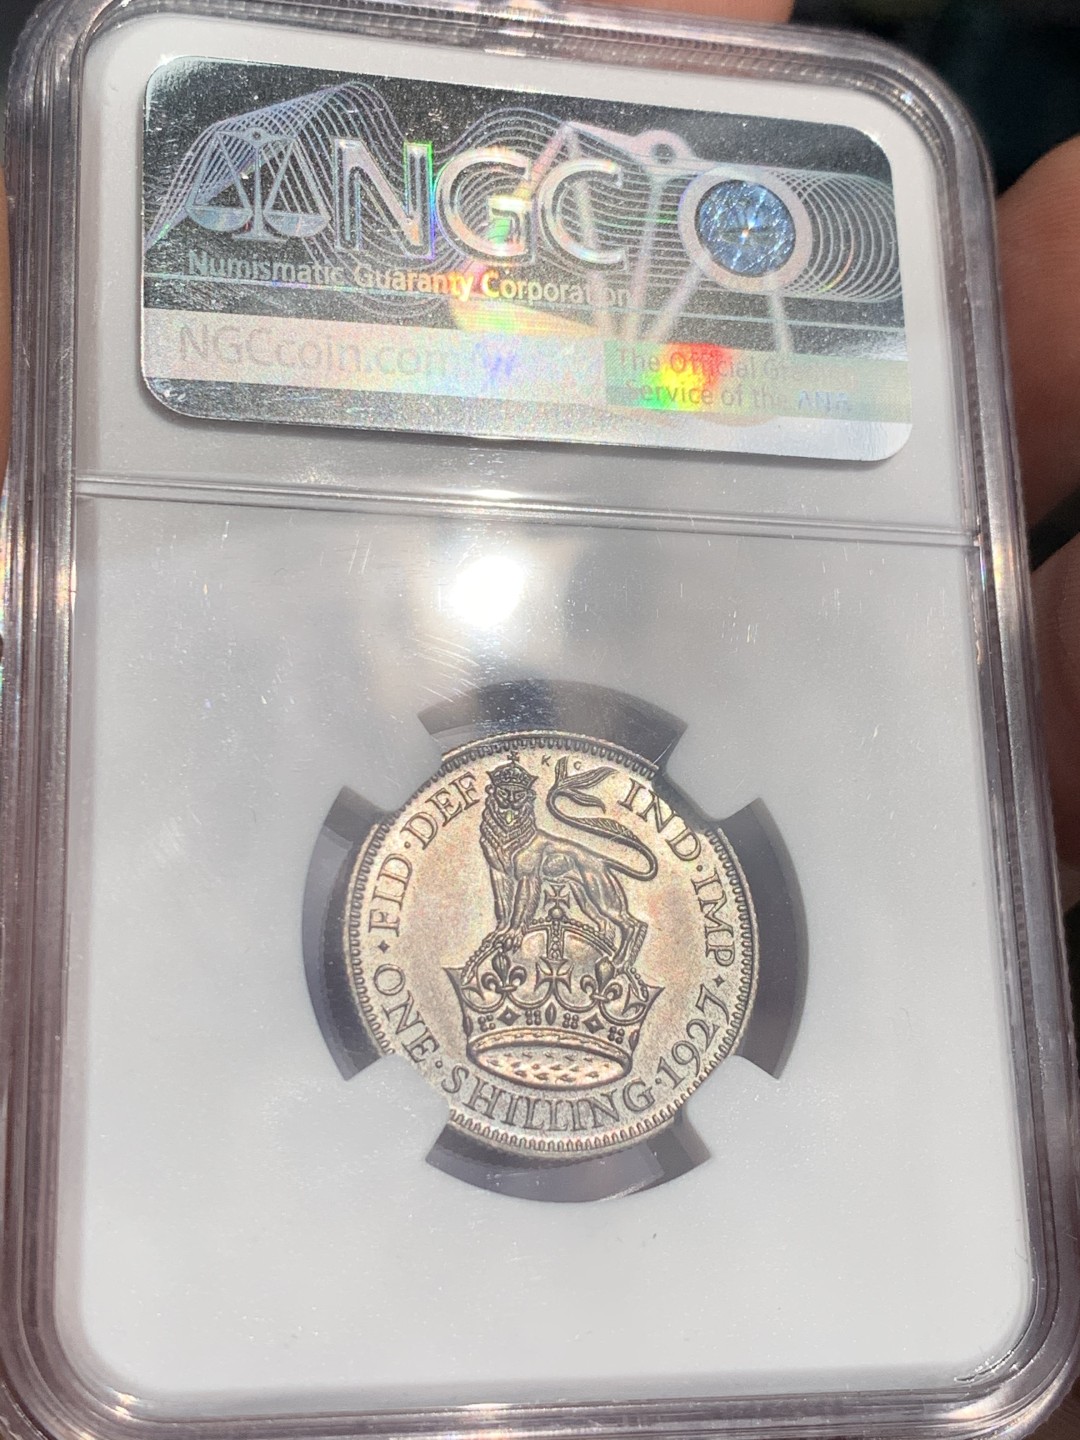 NGC
Numismatic Guaranty Corporation
NGCcoin.com
The Official
Service of the ANA
K G
FID·DEF IND·IMP·
ONE·SHILLING·1927·